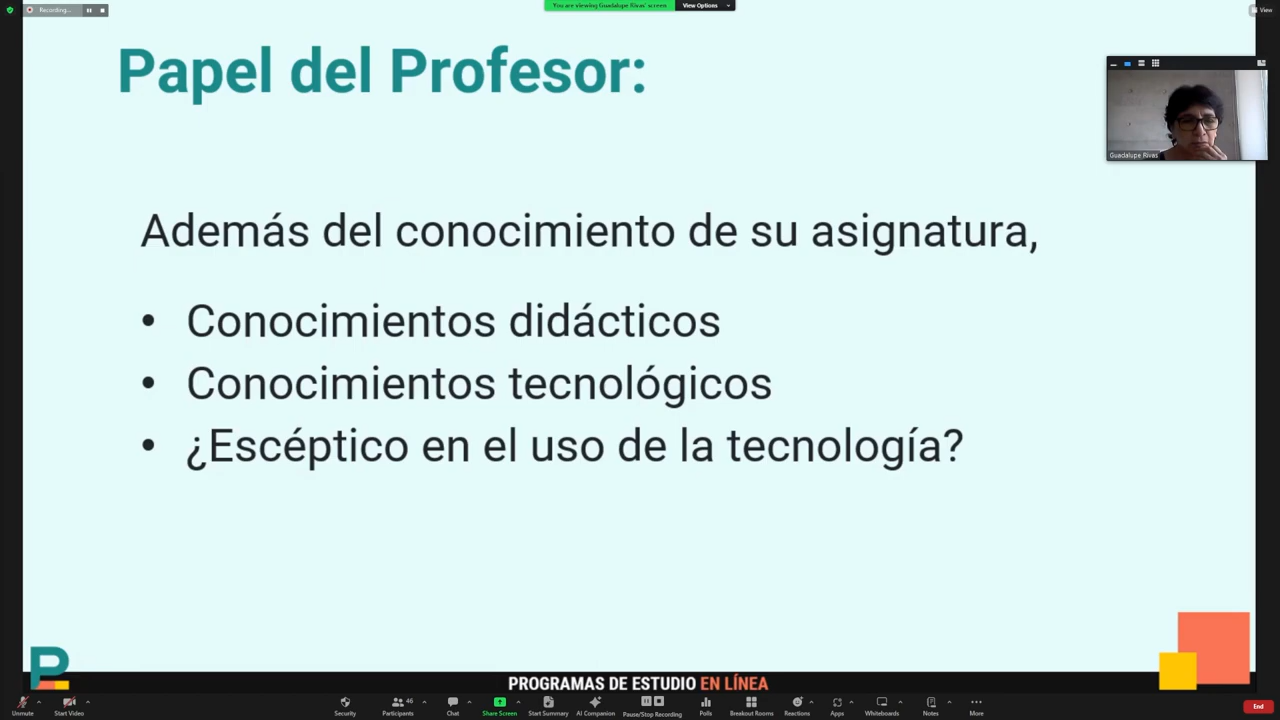 Recording...
You are viewing Guadalupe Rivas' screen
View Options
View
Papel del Profesor:
Guadalupe Rivas
Además del conocimiento de su asignatura,
• Conocimientos didácticos
• Conocimientos tecnológicos
• ¿Escéptico en el uso de la tecnología?
P
PROGRAMAS DE ESTUDIO EN LÍNEA
Unmute
Start Video
Security
Participants
46
Chat
Share Screen
Start Summary
AI Companion
Pause/Stop Recording
Polls
Breakout Rooms
Reactions
Apps
Whiteboards
Notes
More
End